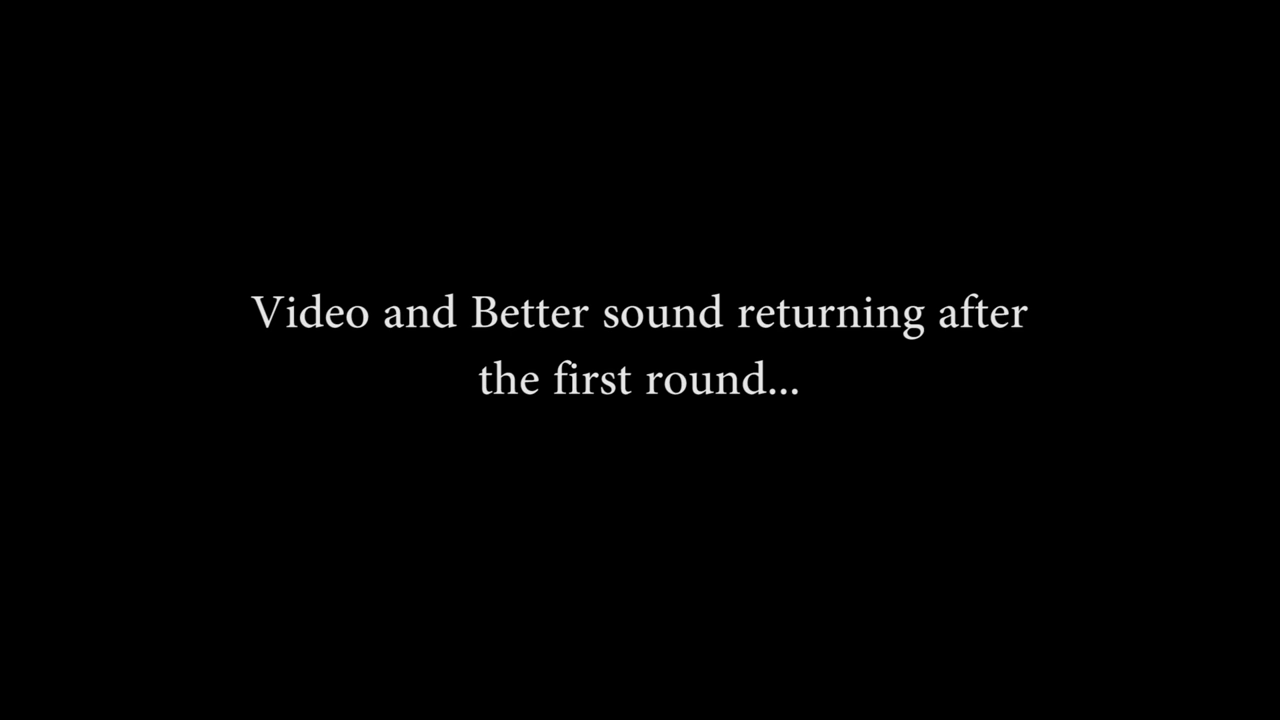 Video and Better sound returning after
the first round...